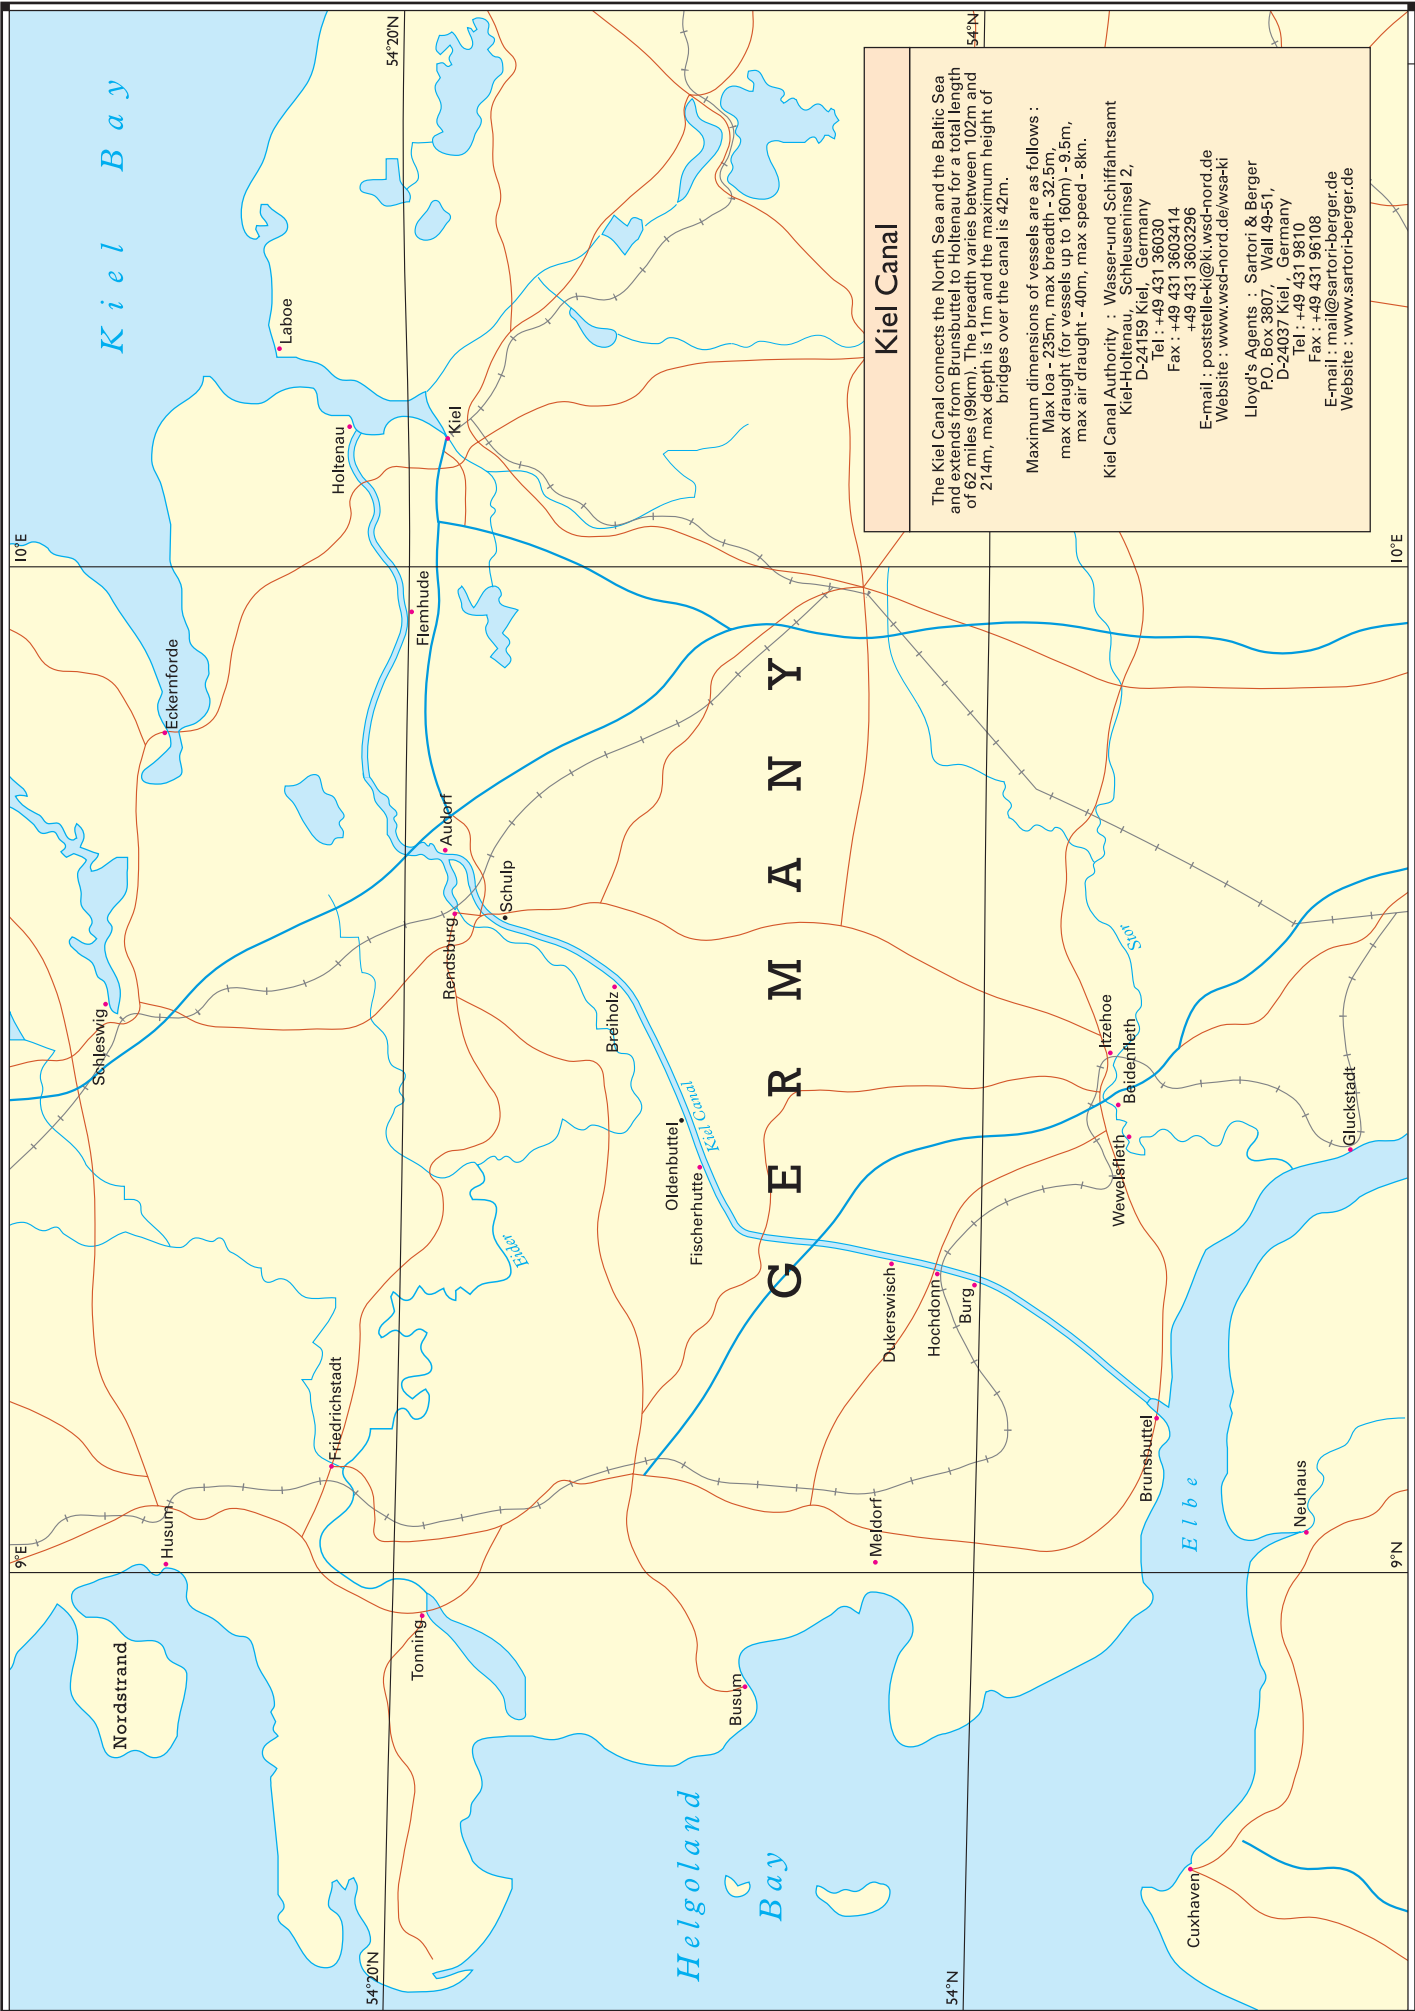 Kiel Bay
54°20'N
54°N
Laboe
Holtenau
Kiel
10°E
10°E
Flemhude
Eckernforde
Audorf
Schulp
Rendsburg
Schleswig
Breiholz
Kiel Canal
Oldenbuttel
Fischerhutte
Eider
GERMANY
Stor
Itzehoe
Beidenfleth
Wewelsfleth
Gluckstadt
Dukerswisch
Hochdonn
Burg
Friedrichstadt
Husum
Brunsbuttel
Elbe
Neuhaus
Meldorf
9°E
9°N
Nordstrand
Tonning
Busum
Helgoland
Bay
Cuxhaven
54°20'N
54°N
Kiel Canal
The Kiel Canal connects the North Sea and the Baltic Sea
and extends from Brunsbuttel to Holtenau for a total length
of 62 miles (99km). The breadth varies between 102m and
214m, max depth is 11m and the maximum height of
bridges over the canal is 42m.
Maximum dimensions of vessels are as follows :
Max loa - 235m, max breadth - 32.5m,
max draught (for vessels up to 160m) - 9.5m,
max air draught - 40m, max speed - 8kn.
Kiel Canal Authority : Wasser-und Schiffahrtsamt
Kiel-Holtenau, Schleuseninsel 2,
D-24159 Kiel, Germany
Tel : +49 431 36030
Fax : +49 431 3603414
+49 431 3603296
E-mail : poststelle-ki@ki.wsd-nord.de
Website : www.wsd-nord.de/wsa-ki
Lloyd's Agents : Sartori & Berger
P.O. Box 3807, Wall 49-51,
D-24037 Kiel, Germany
Tel : +49 431 9810
Fax : +49 431 96108
E-mail : mail@sartori-berger.de
Website : www.sartori-berger.de